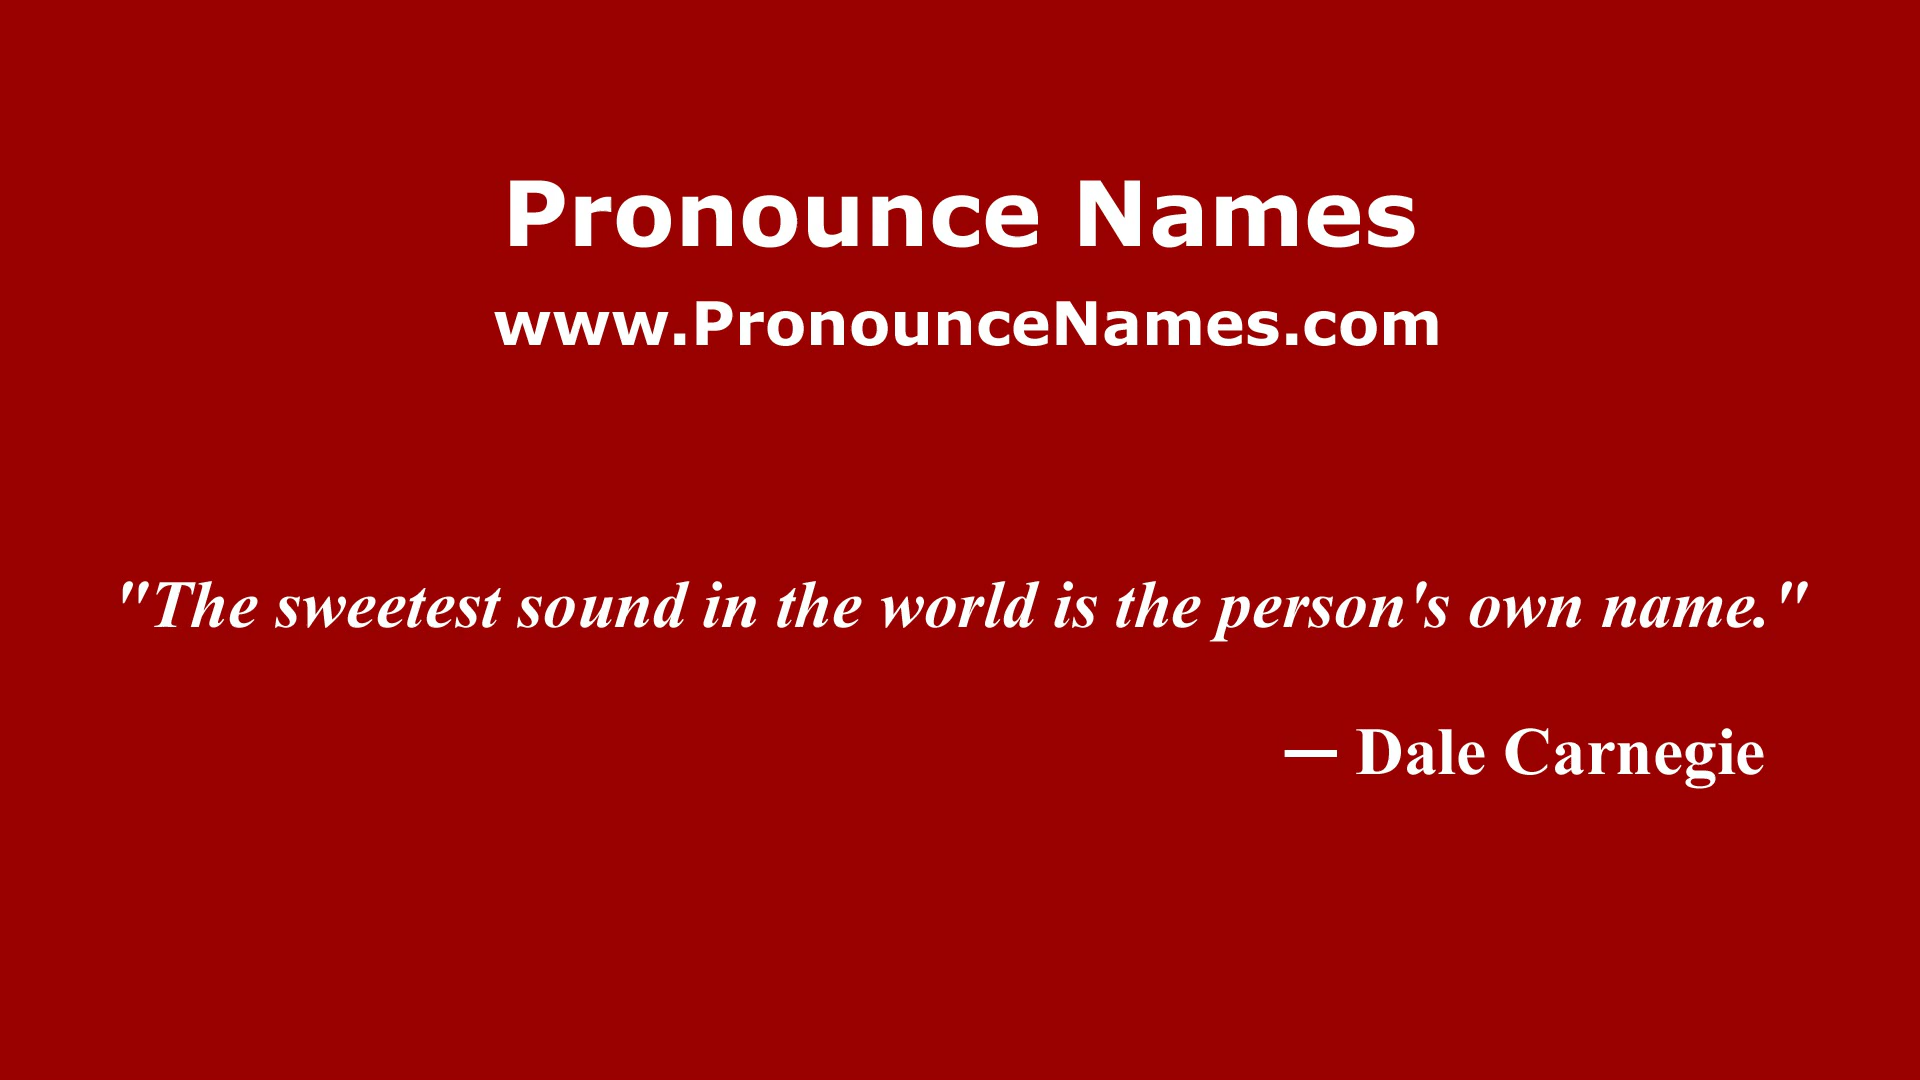 Pronounce Names
www.PronounceNames.com
"The sweetest sound in the world is the person's own name."
— Dale Carnegie